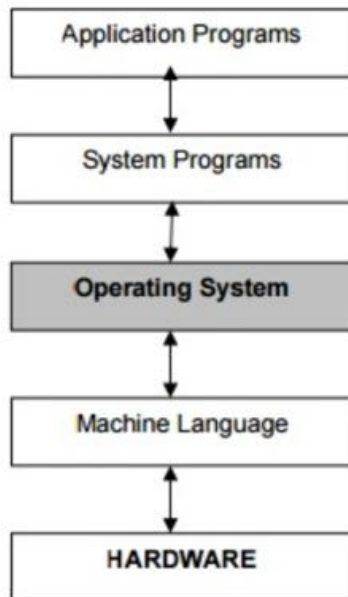 Application Programs
System Programs
Operating System
Machine Language
HARDWARE